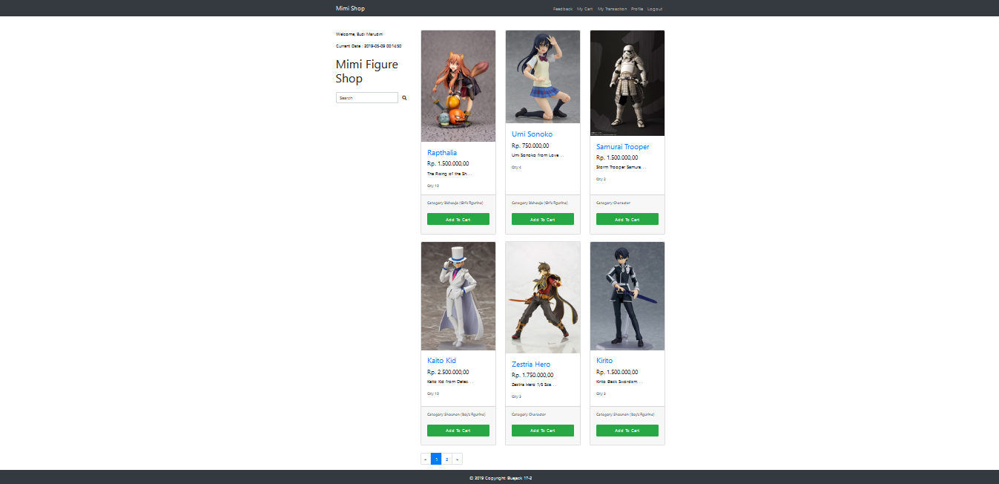 Mimi Shop
Feedback My Cart My Transaction Profile Logout
Welcome, Budi Marudini
Current Date : 2019-05-09 00:16:50
Mimi Figure
Shop
Search
Rapthalia
Rp. 1.500.000,00
The Rising of the Sh. . .
Qty 10
Category Bishoujo (Girl's Figurine)
Add To Cart
Umi Sonoko
Rp. 750.000,00
Umi Sonoko from Love. . .
Qty 4
Category Bishoujo (Girl's Figurine)
Add To Cart
Samurai Trooper
Rp. 1.500.000,00
Storm Trooper Samura. . .
Qty 2
Category Character
Add To Cart
Kaito Kid
Rp. 2.500.000,00
Kaito Kid from Detec. . .
Qty 10
Category Shounen (Boy's Figurine)
Add To Cart
Zestria Hero
Rp. 1.750.000,00
Zestria Hero 1/5 Sca. . .
Qty 3
Category Character
Add To Cart
Kirito
Rp. 1.500.000,00
Kirito Black Swordsm. . .
Qty 5
Category Shounen (Boy's Figurine)
Add To Cart
« 1 2 »
© 2019 Copyright: Bluejack 17-2